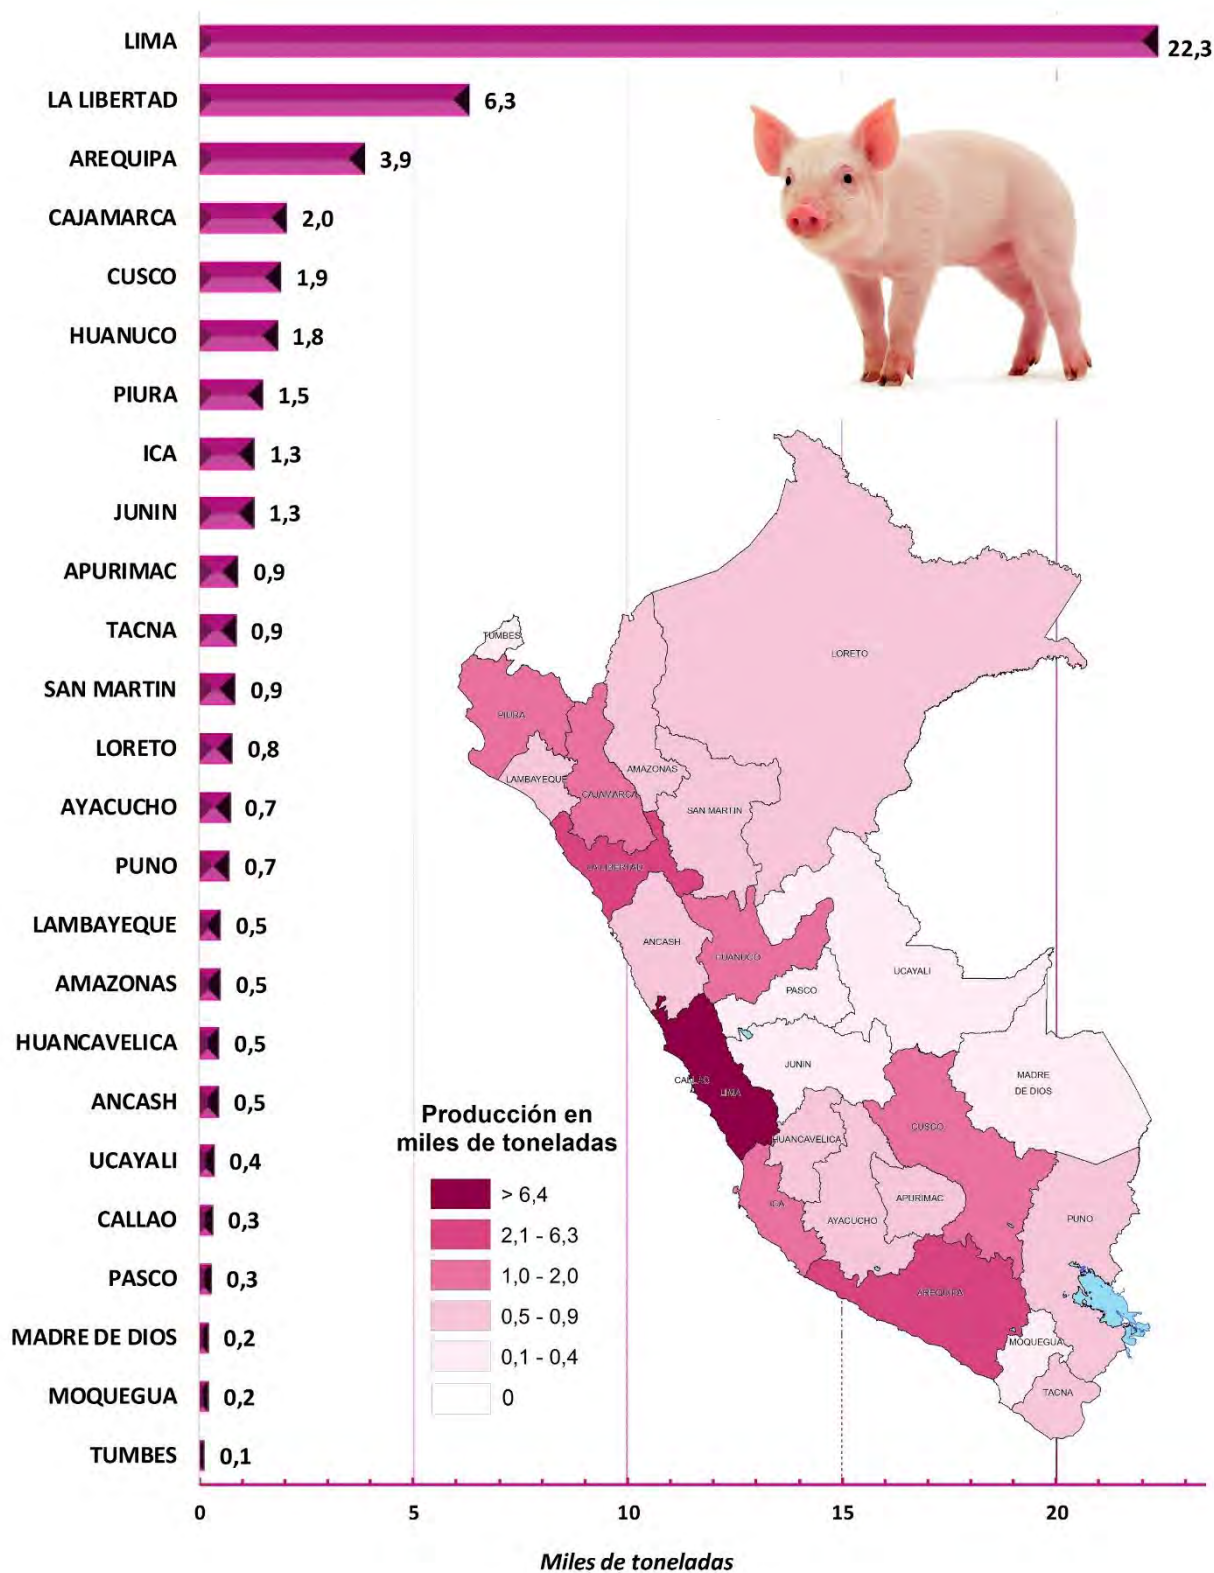 LIMA 22,3
LA LIBERTAD 6,3
AREQUIPA 3,9
CAJAMARCA 2,0
CUSCO 1,9
HUANUCO 1,8
PIURA 1,5
ICA 1,3
JUNIN 1,3
APURIMAC 0,9
TACNA 0,9
SAN MARTIN 0,9
LORETO 0,8
AYACUCHO 0,7
PUNO 0,7
LAMBAYEQUE 0,5
AMAZONAS 0,5
HUANCAVELICA 0,5
ANCASH 0,5
UCAYALI 0,4
CALLAO 0,3
PASCO 0,3
MADRE DE DIOS 0,2
MOQUEGUA 0,2
TUMBES 0,1
0 5 10 15 20
Miles de toneladas
TUMBES
LORETO
PIURA
LAMBAYEQUE
AMAZONAS
CAJAMARCA
SAN MARTIN
LA LIBERTAD
ANCASH
HUANUCO
UCAYALI
PASCO
JUNIN
MADRE
DE DIOS
CALLAO
LIMA
HUANCAVELICA
CUSCO
ICA
AYACUCHO
APURIMAC
PUNO
AREQUIPA
MOQUEGUA
TACNA
Producción en
miles de toneladas
> 6,4
2,1 - 6,3
1,0 - 2,0
0,5 - 0,9
0,1 - 0,4
0